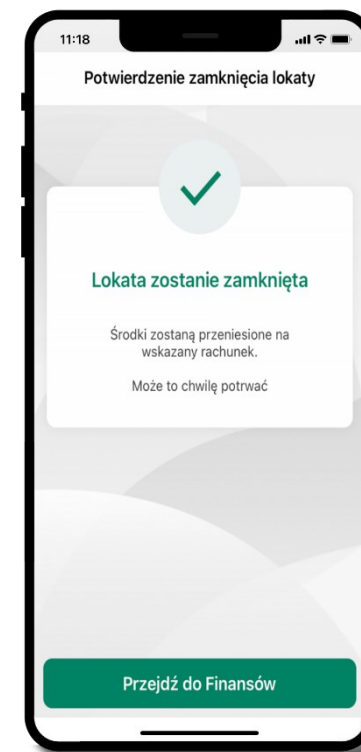 11:18
Potwierdzenie zamknięcia lokaty
Lokata zostanie zamknięta
Środki zostaną przeniesione na
wskazany rachunek.
Może to chwilę potrwać
Przejdź do Finansów